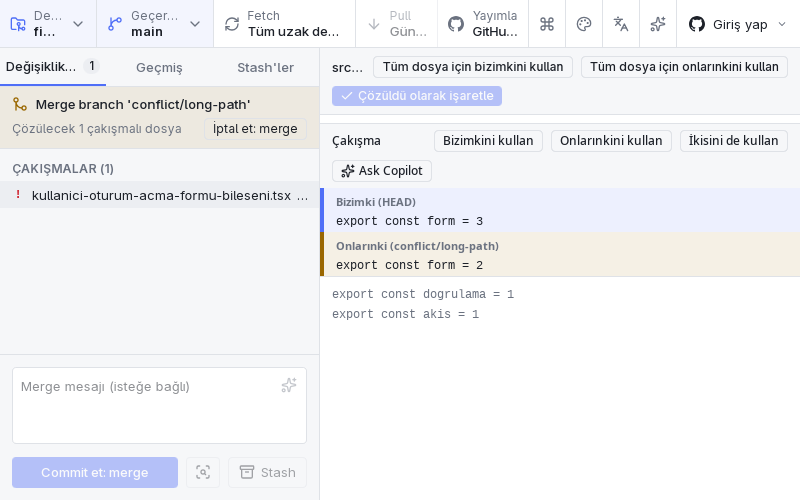 De...
fi...
Geçer...
main
Fetch
Tüm uzak de...
Pull
Gün...
Yayımla
GitHu...
Giriş yap
Değişiklik... 1
Geçmiş
Stash'ler
Merge branch 'conflict/long-path'
Çözülecek 1 çakışmalı dosya
İptal et: merge
ÇAKIŞMALAR (1)
! kullanici-oturum-acma-formu-bileseni.tsx ...
Merge mesajı (isteğe bağlı)
Commit et: merge
Stash
src...
Tüm dosya için bizimkini kullan
Tüm dosya için onlarınkini kullan
Çözüldü olarak işaretle
Çakışma
Bizimkini kullan
Onlarınkini kullan
İkisini de kullan
Ask Copilot
Bizimki (HEAD)
export const form = 3
Onlarınki (conflict/long-path)
export const form = 2
export const dogrulama = 1
export const akis = 1